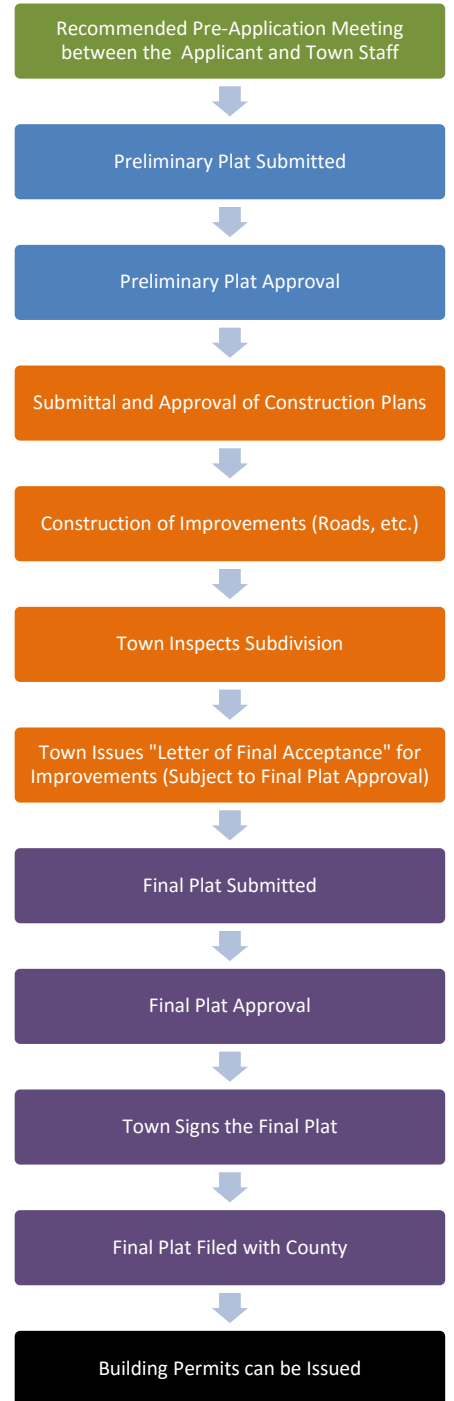 Recommended Pre-Application Meeting
between the Applicant and Town Staff
Preliminary Plat Submitted
Preliminary Plat Approval
Submittal and Approval of Construction Plans
Construction of Improvements (Roads, etc.)
Town Inspects Subdivision
Town Issues "Letter of Final Acceptance" for
Improvements (Subject to Final Plat Approval)
Final Plat Submitted
Final Plat Approval
Town Signs the Final Plat
Final Plat Filed with County
Building Permits can be Issued